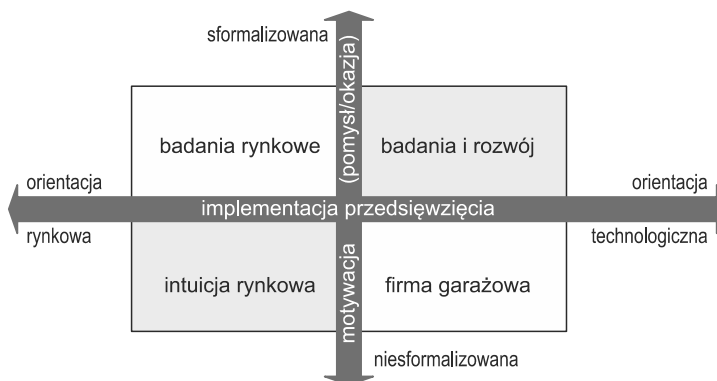 sformalizowana
(pomysł/okazja)
badania rynkowe
badania i rozwój
orientacja
orientacja
implementacja przedsięwzięcia
rynkowa
technologiczna
motywacja
intuicja rynkowa
firma garażowa
niesformalizowana